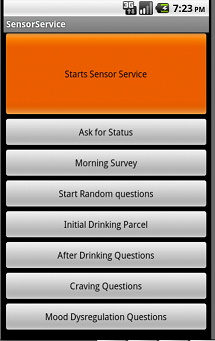 3G 7:23 PM
SensorService
Starts Sensor Service
Ask for Status
Morning Survey
Start Random questions
Initial Drinking Parcel
After Drinking Questions
Craving Questions
Mood Dysregulation Questions